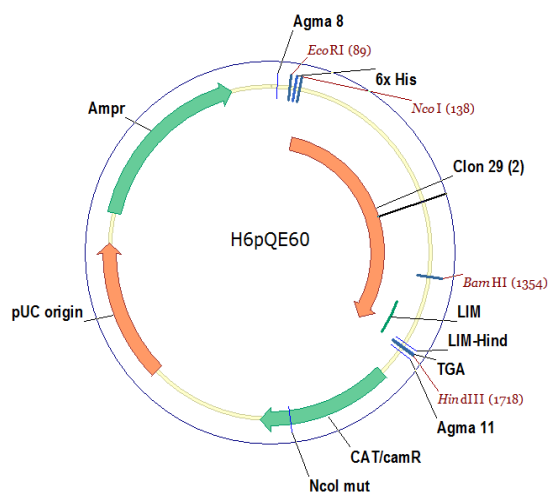 Agma 8
EcoRI (89)
6x His
NcoI (138)
Ampr
Clon 29 (2)
H6pQE60
BamHI (1354)
pUC origin
LIM
LIM-Hind
TGA
HindIII (1718)
Agma 11
CAT/camR
NcoI mut